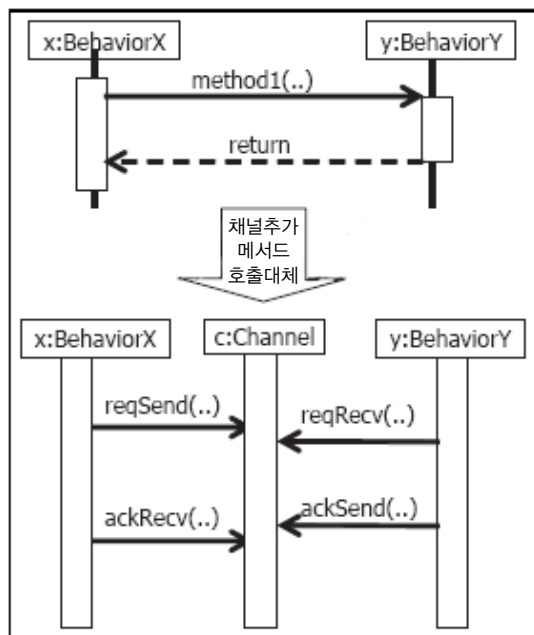 x:BehaviorX y:BehaviorY
method1(..)
return
채널추가
메서드
호출대체
x:BehaviorX c:Channel y:BehaviorY
reqSend(..) reqRecv(..)
ackRecv(..) ackSend(..)